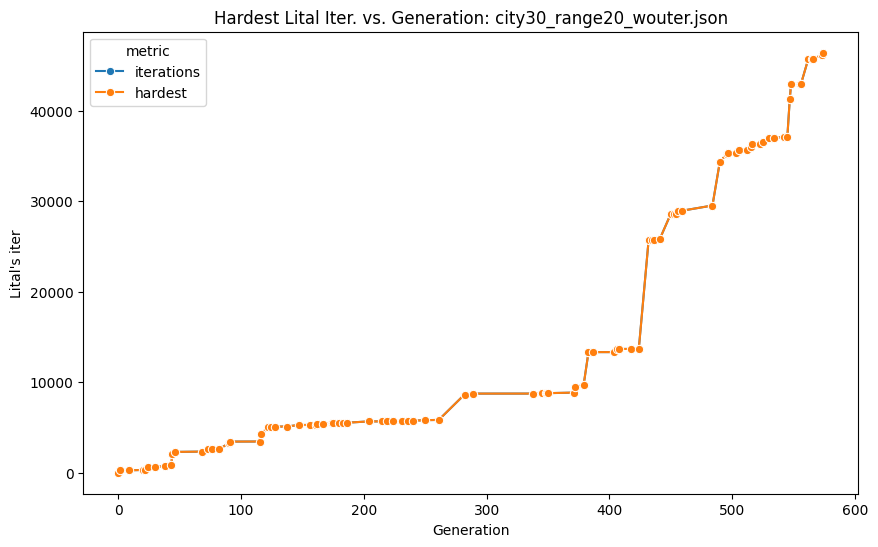 Hardest Lital Iter. vs. Generation: city30_range20_wouter.json
metric
iterations
hardest
40000
30000
20000
10000
0
Lital's iter
0 100 200 300 400 500 600
Generation